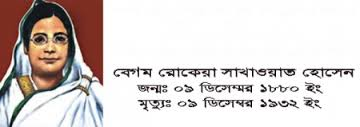 বেগম রোকেয়া সাখাওয়াত হোসেন
জন্মঃ ০৯ ডিসেম্বর ১৮৮০ ইং
মৃত্যুঃ ০৯ ডিসেম্বর ১৯৩২ ইং